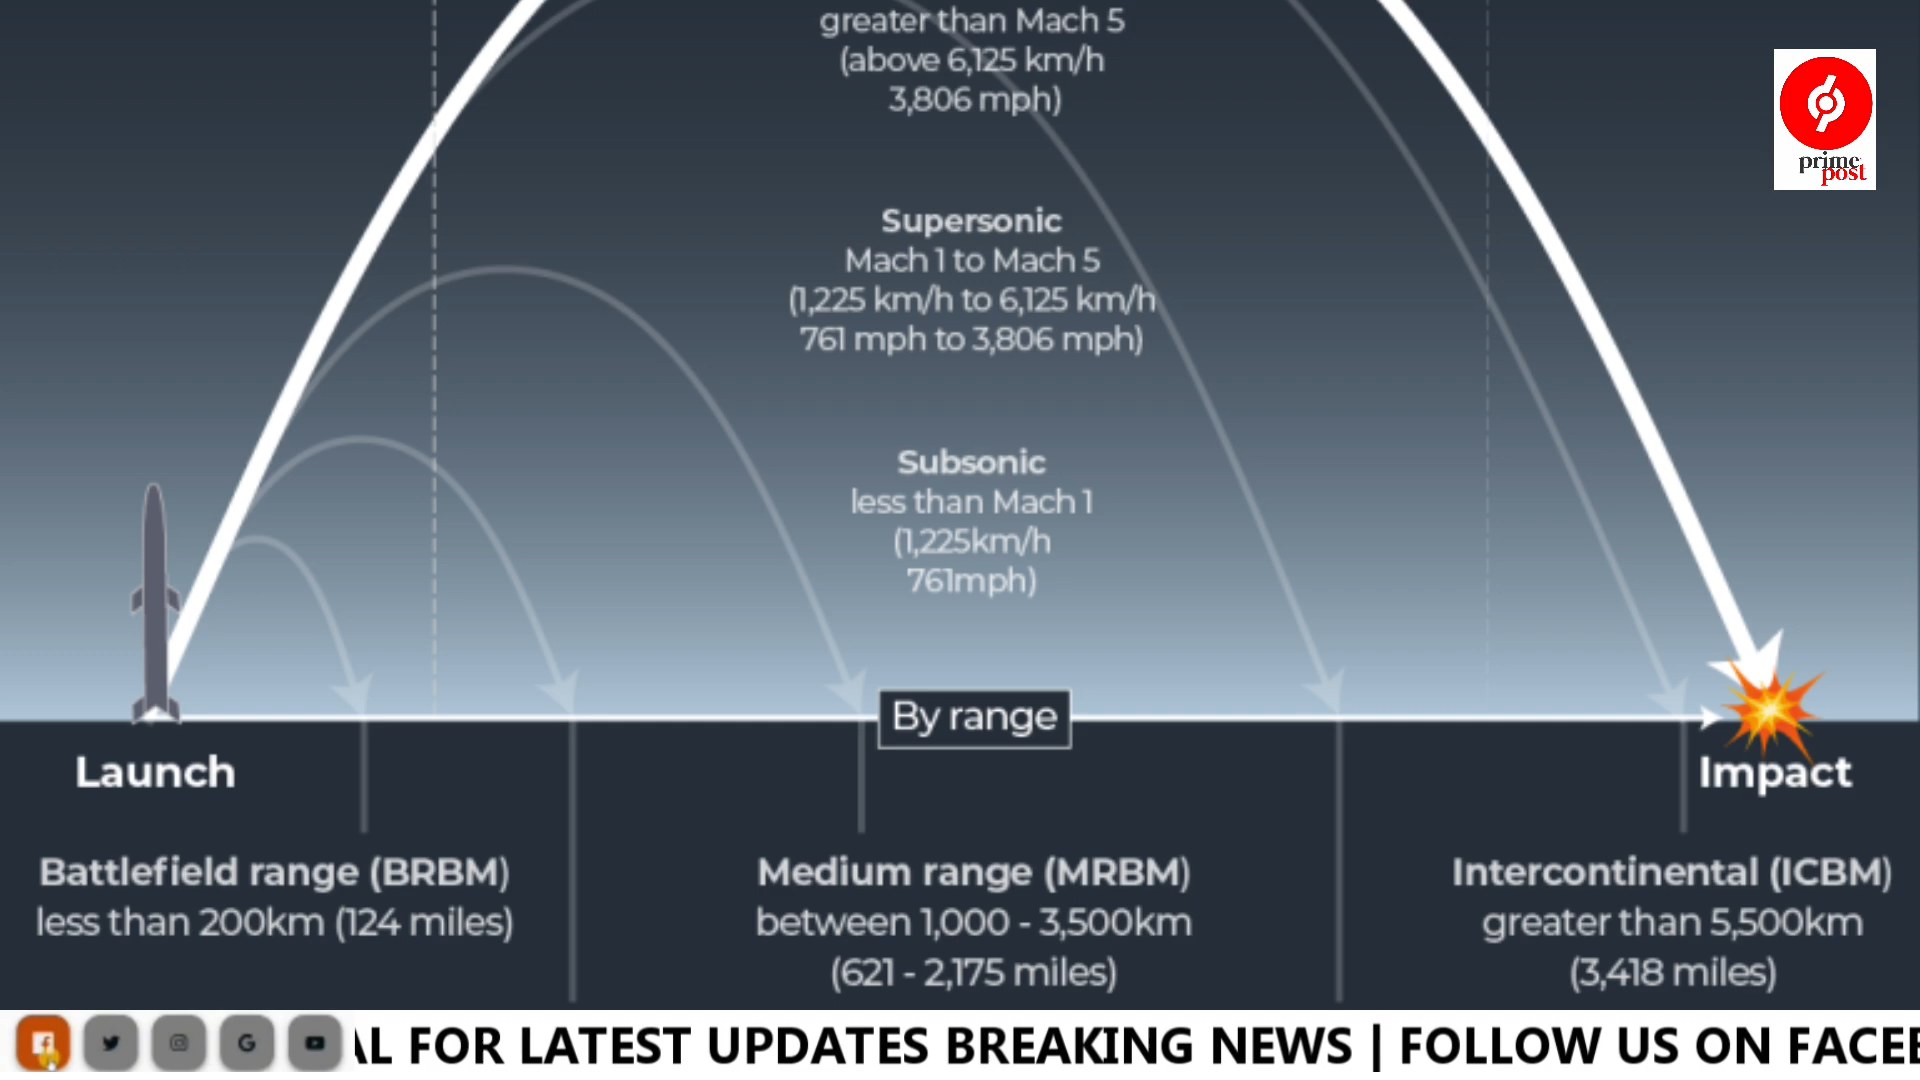 greater than Mach 5
(above 6,125 km/h
3,806 mph)
prime
post
Supersonic
Mach 1 to Mach 5
(1,225 km/h to 6,125 km/h
761 mph to 3,806 mph)
Subsonic
less than Mach 1
(1,225km/h
761mph)
By range
Launch
Impact
Battlefield range (BRBM)
less than 200km (124 miles)
Medium range (MRBM)
between 1,000 - 3,500km
(621 - 2,175 miles)
Intercontinental (ICBM)
greater than 5,500km
(3,418 miles)
FOR LATEST UPDATES BREAKING NEWS | FOLLOW US ON